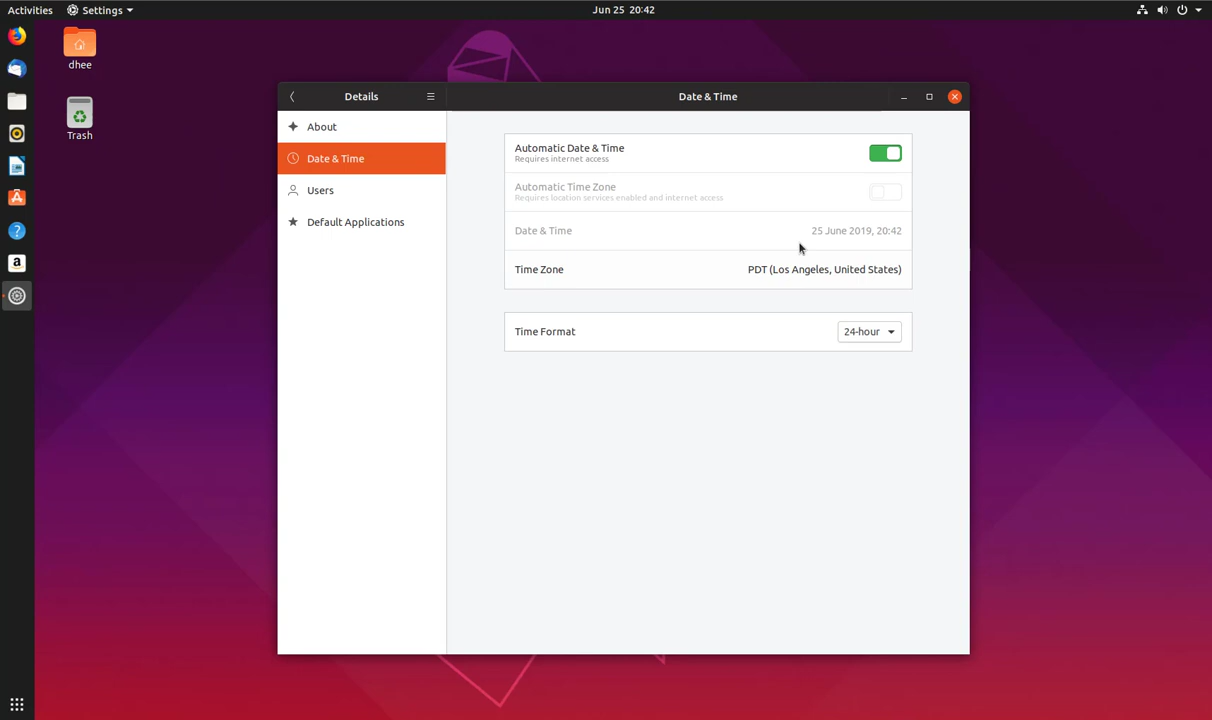 Activities
Settings
Jun 25 20:42
dhee
Trash
Details
Date & Time
About
Date & Time
Users
Default Applications
Automatic Date & Time
Requires internet access
Automatic Time Zone
Requires location services enabled and internet access
Date & Time 25 June 2019, 20:42
Time Zone PDT (Los Angeles, United States)
Time Format 24-hour